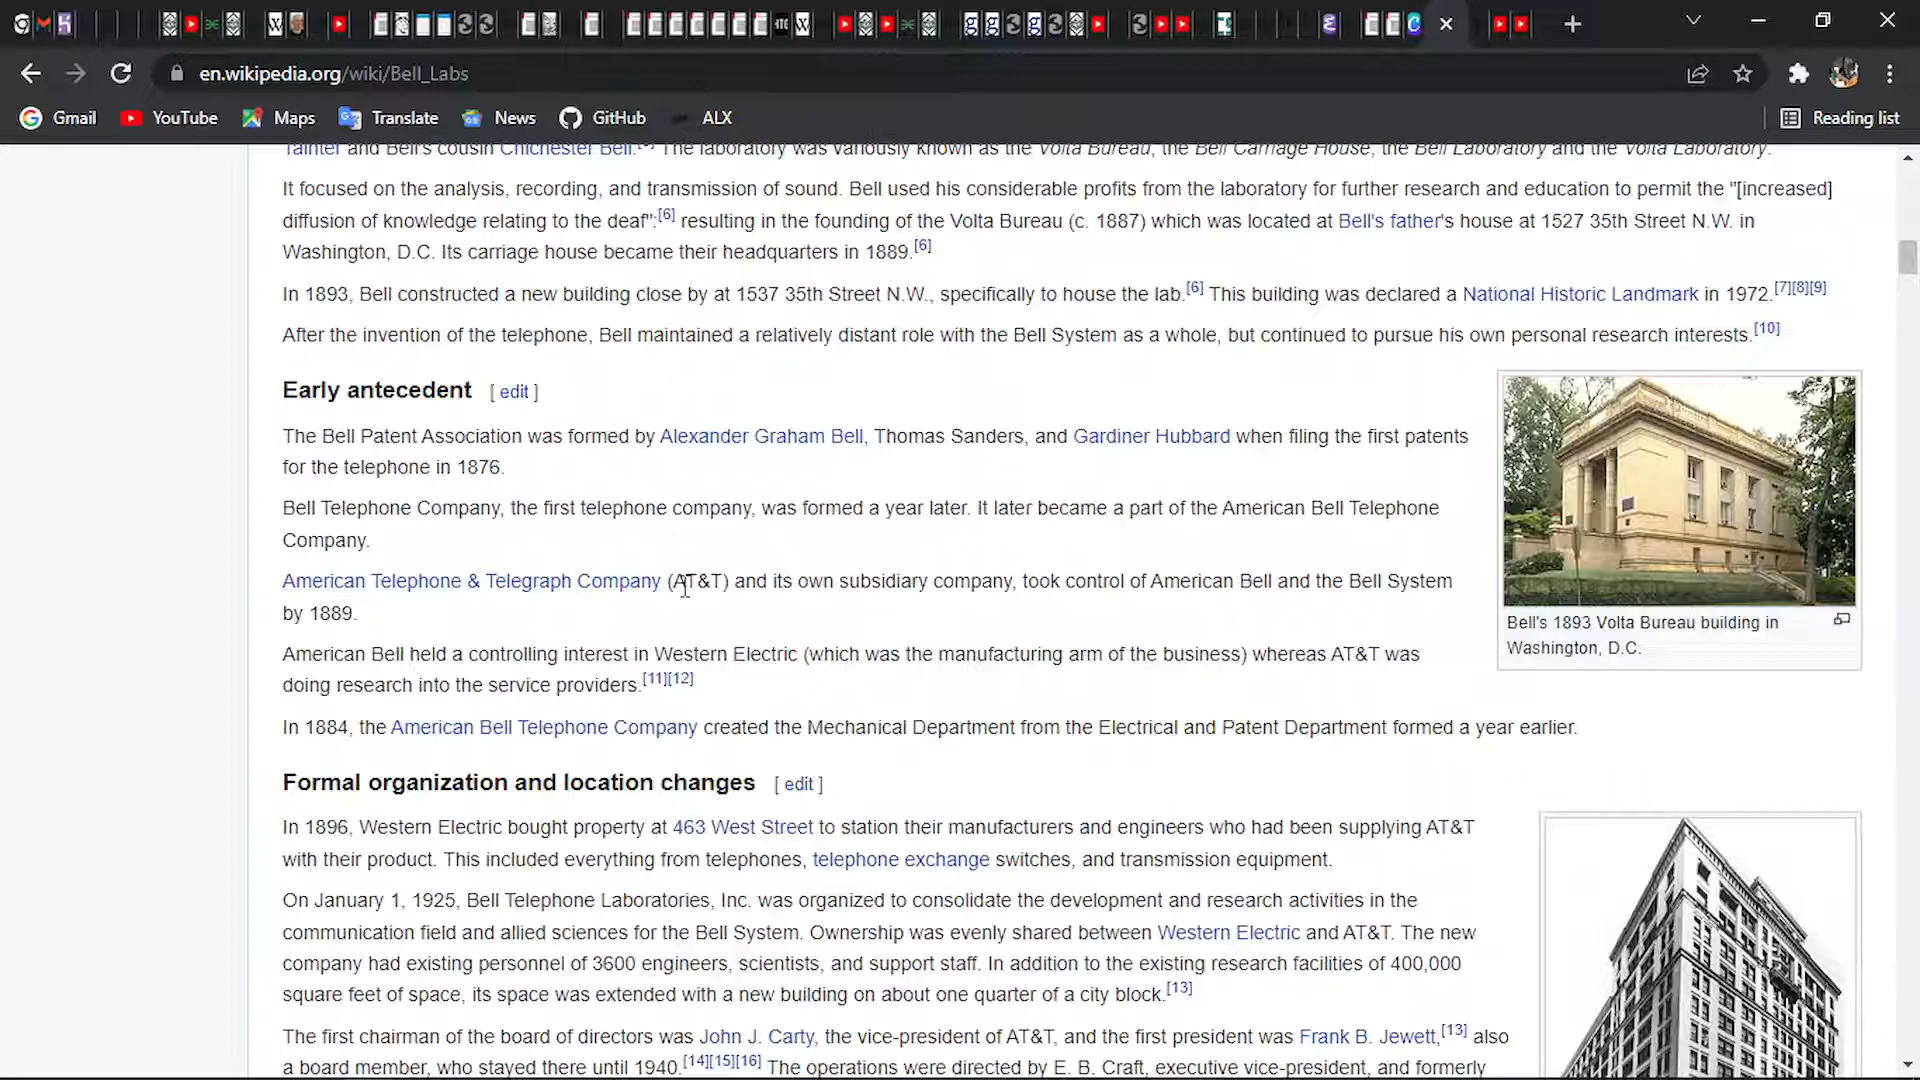 en.wikipedia.org/wiki/Bell_Labs
Gmail YouTube Maps Translate News GitHub ALX Reading list
Tainter and Bell's cousin Chichester Bell. The laboratory was variously known as the Volta Bureau, the Bell Carriage House, the Bell Laboratory and the Volta Laboratory.
It focused on the analysis, recording, and transmission of sound. Bell used his considerable profits from the laboratory for further research and education to permit the "[increased]
diffusion of knowledge relating to the deaf":[6] resulting in the founding of the Volta Bureau (c. 1887) which was located at Bell's father's house at 1527 35th Street N.W. in
Washington, D.C. Its carriage house became their headquarters in 1889.[6]
In 1893, Bell constructed a new building close by at 1537 35th Street N.W., specifically to house the lab.[6] This building was declared a National Historic Landmark in 1972.[7][8][9]
After the invention of the telephone, Bell maintained a relatively distant role with the Bell System as a whole, but continued to pursue his own personal research interests.[10]
Early antecedent [ edit ]
The Bell Patent Association was formed by Alexander Graham Bell, Thomas Sanders, and Gardiner Hubbard when filing the first patents
for the telephone in 1876.
Bell Telephone Company, the first telephone company, was formed a year later. It later became a part of the American Bell Telephone
Company.
American Telephone & Telegraph Company (AT&T) and its own subsidiary company, took control of American Bell and the Bell System
by 1889.
American Bell held a controlling interest in Western Electric (which was the manufacturing arm of the business) whereas AT&T was
doing research into the service providers.[11][12]
In 1884, the American Bell Telephone Company created the Mechanical Department from the Electrical and Patent Department formed a year earlier.
Bell's 1893 Volta Bureau building in
Washington, D.C.
Formal organization and location changes [ edit ]
In 1896, Western Electric bought property at 463 West Street to station their manufacturers and engineers who had been supplying AT&T
with their product. This included everything from telephones, telephone exchange switches, and transmission equipment.
On January 1, 1925, Bell Telephone Laboratories, Inc. was organized to consolidate the development and research activities in the
communication field and allied sciences for the Bell System. Ownership was evenly shared between Western Electric and AT&T. The new
company had existing personnel of 3600 engineers, scientists, and support staff. In addition to the existing research facilities of 400,000
square feet of space, its space was extended with a new building on about one quarter of a city block.[13]
The first chairman of the board of directors was John J. Carty, the vice-president of AT&T, and the first president was Frank B. Jewett,[13] also
a board member, who stayed there until 1940.[14][15][16] The operations were directed by E. B. Craft, executive vice-president, and formerly